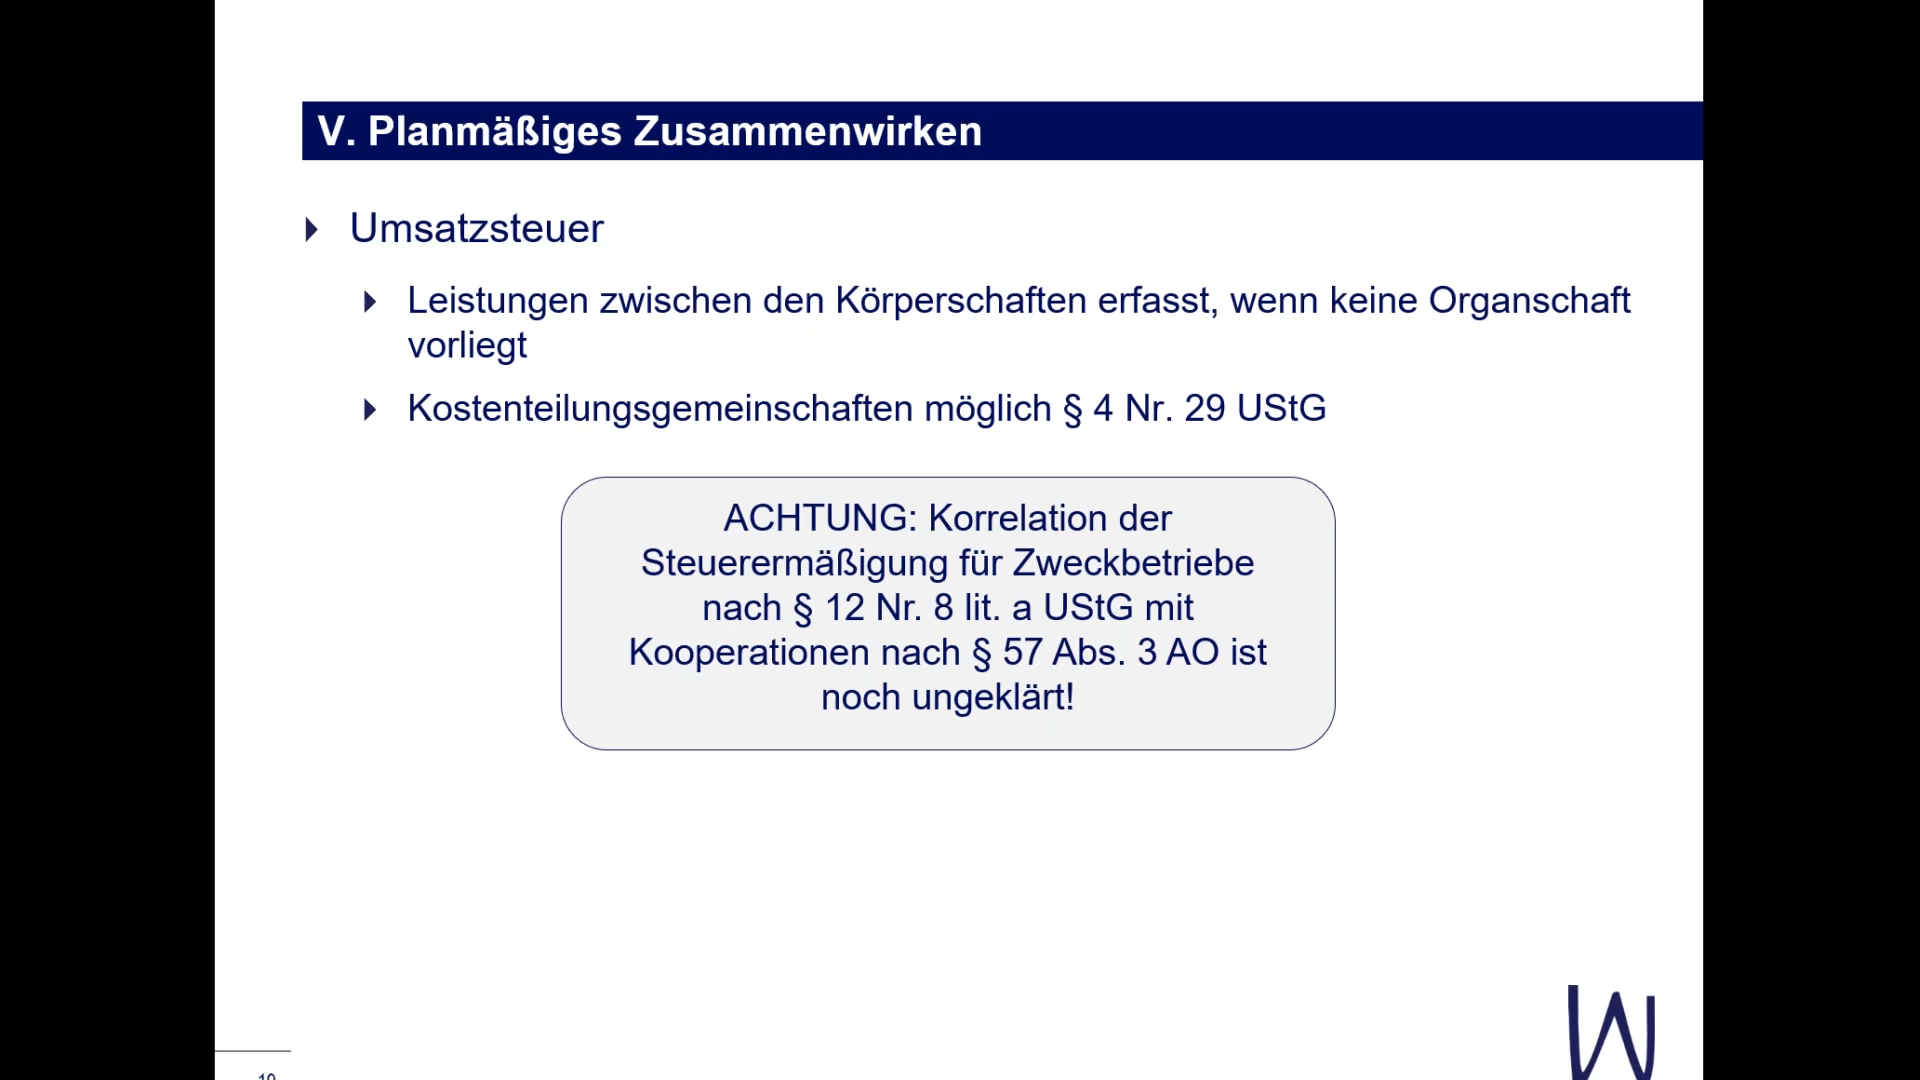 V. Planmäßiges Zusammenwirken
Umsatzsteuer
Leistungen zwischen den Körperschaften erfasst, wenn keine Organschaft
vorliegt
Kostenteilungsgemeinschaften möglich § 4 Nr. 29 UStG
ACHTUNG: Korrelation der
Steuerermäßigung für Zweckbetriebe
nach § 12 Nr. 8 lit. a UStG mit
Kooperationen nach § 57 Abs. 3 AO ist
noch ungeklärt!
W